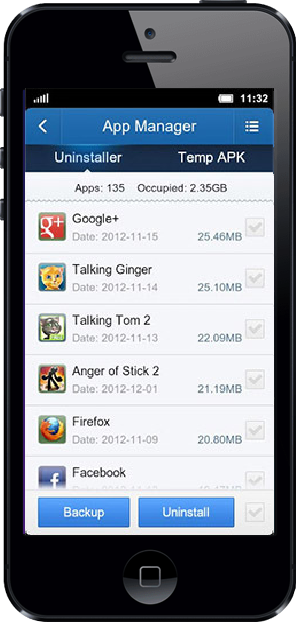 11:32
App Manager
Uninstaller Temp APK
Apps: 135 Occupied: 2.35GB
Google+
Date: 2012-11-15 25.46MB
Talking Ginger
Date: 2012-11-14 25.10MB
Talking Tom 2
Date: 2012-11-13 22.09MB
Anger of Stick 2
Date: 2012-12-01 21.19MB
Firefox
Date: 2012-11-09 20.80MB
Facebook
Backup Uninstall